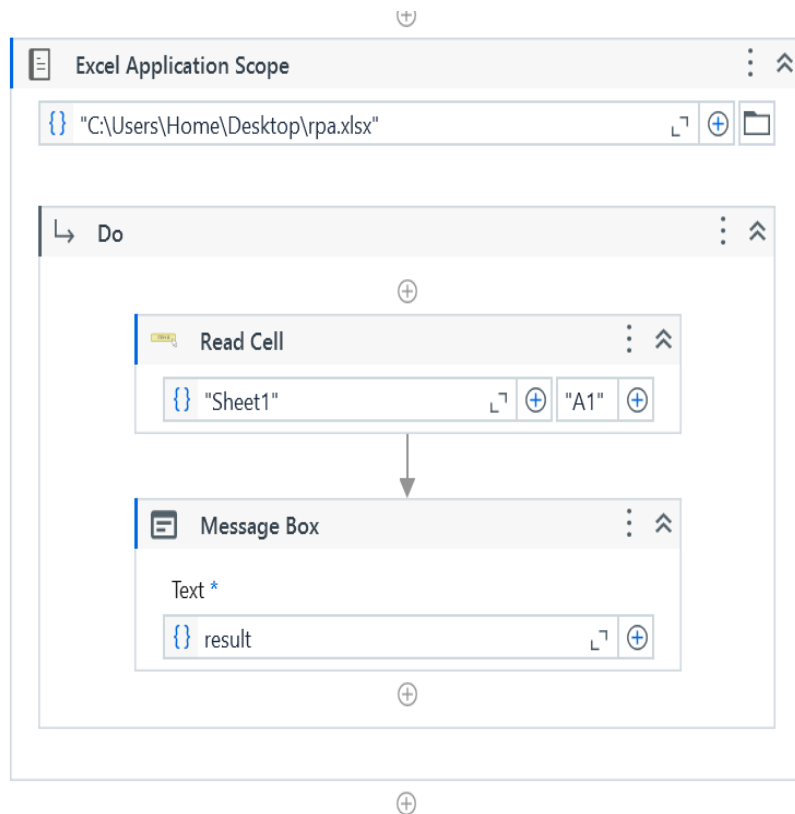 Excel Application Scope
"C:\Users\Home\Desktop\rpa.xlsx"
Do
Read Cell
"Sheet1" "A1"
Message Box
Text *
result